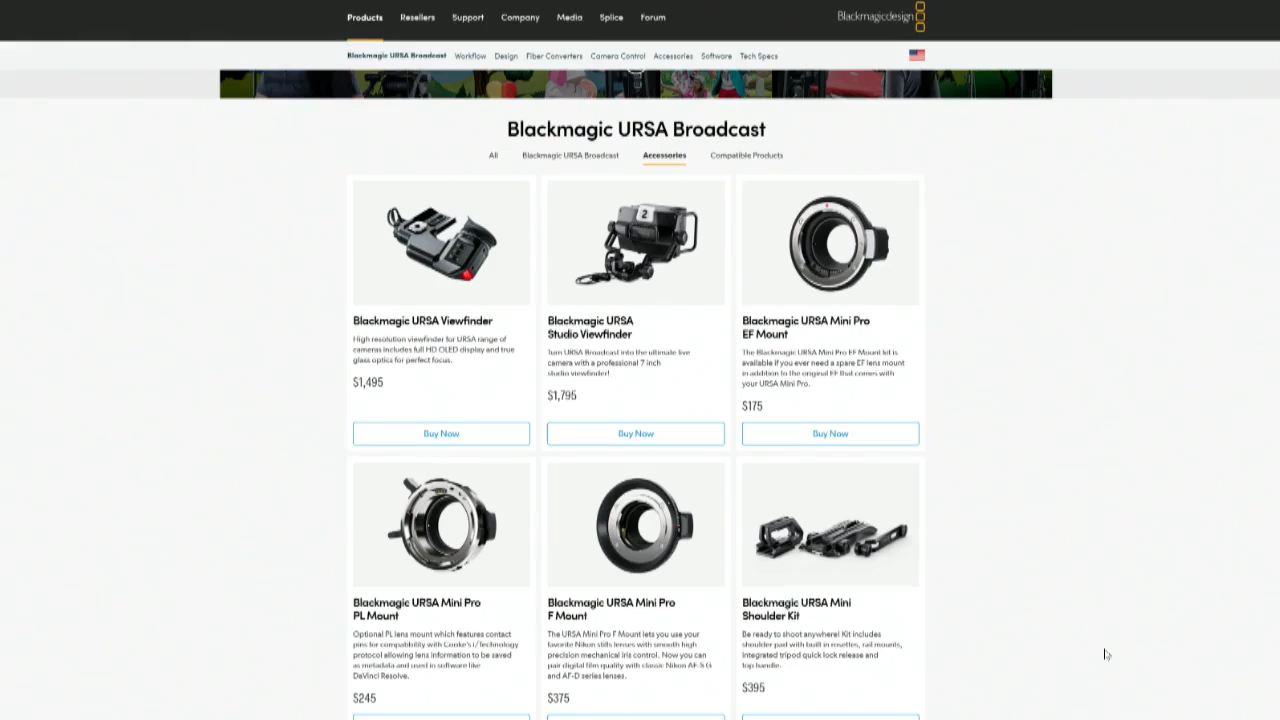 Products Resellers Support Company Media Splice Forum Blackmagicdesign
Blackmagic URSA Broadcast Workflow Design Fiber Converters Camera Control Accessories Software Tech Specs
Blackmagic URSA Broadcast
All Blackmagic URSA Broadcast Accessories Compatible Products
2
Blackmagic URSA Viewfinder
High resolution viewfinder for URSA range of
cameras includes full HD OLED display and true
glass optics for perfect focus.
$1,495
Buy Now
Blackmagic URSA
Studio Viewfinder
Turn URSA Broadcast into the ultimate live
camera with a professional 7 inch
studio viewfinder!
$1,795
Buy Now
Blackmagic URSA Mini Pro
EF Mount
The Blackmagic URSA Mini Pro EF Mount kit is
available if you ever need a spare EF lens mount
in addition to the original EF that comes with
your URSA Mini Pro.
$175
Buy Now
Blackmagic URSA Mini Pro
PL Mount
Optional PL lens mount which features contact
pins for compatibility with Cooke's i/Technology
protocol allowing lens information to be saved
as metadata and used in software like
DaVinci Resolve.
$245
Blackmagic URSA Mini Pro
F Mount
The URSA Mini Pro F Mount lets you use your
favorite Nikon stills lenses with smooth high
precision mechanical iris control. Now you can
pair digital film quality with classic Nikon AF-S G
and AF-D series lenses.
$375
Blackmagic URSA Mini
Shoulder Kit
Be ready to shoot anywhere! Kit includes
shoulder pad with built in rosettes, rail mounts,
integrated tripod quick lock release and
top handle.
$395